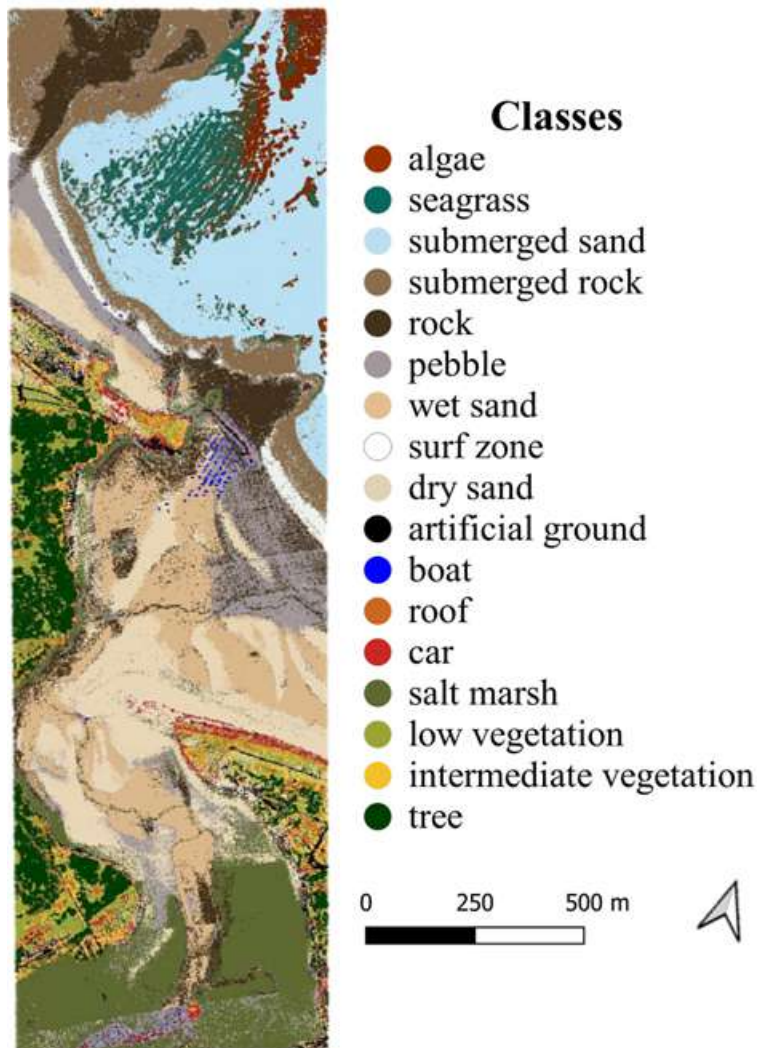 Classes
algae
seagrass
submerged sand
submerged rock
rock
pebble
wet sand
surf zone
dry sand
artificial ground
boat
roof
car
salt marsh
low vegetation
intermediate vegetation
tree
0 250 500 m